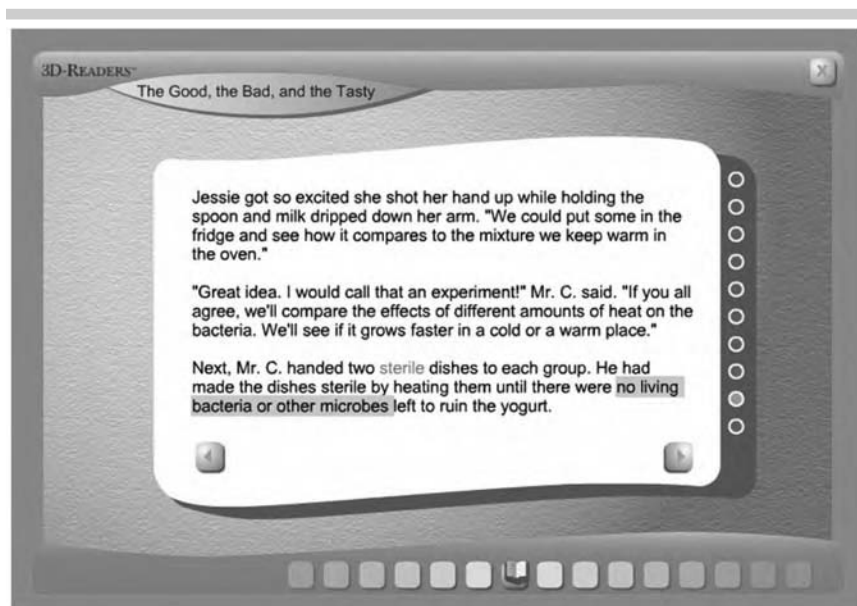 3D-READERS™
The Good, the Bad, and the Tasty
X
Jessie got so excited she shot her hand up while holding the
spoon and milk dripped down her arm. "We could put some in the
fridge and see how it compares to the mixture we keep warm in
the oven."
"Great idea. I would call that an experiment!" Mr. C. said. "If you all
agree, we'll compare the effects of different amounts of heat on the
bacteria. We'll see if it grows faster in a cold or a warm place."
Next, Mr. C. handed two sterile dishes to each group. He had
made the dishes sterile by heating them until there were no living
bacteria or other microbes left to ruin the yogurt.